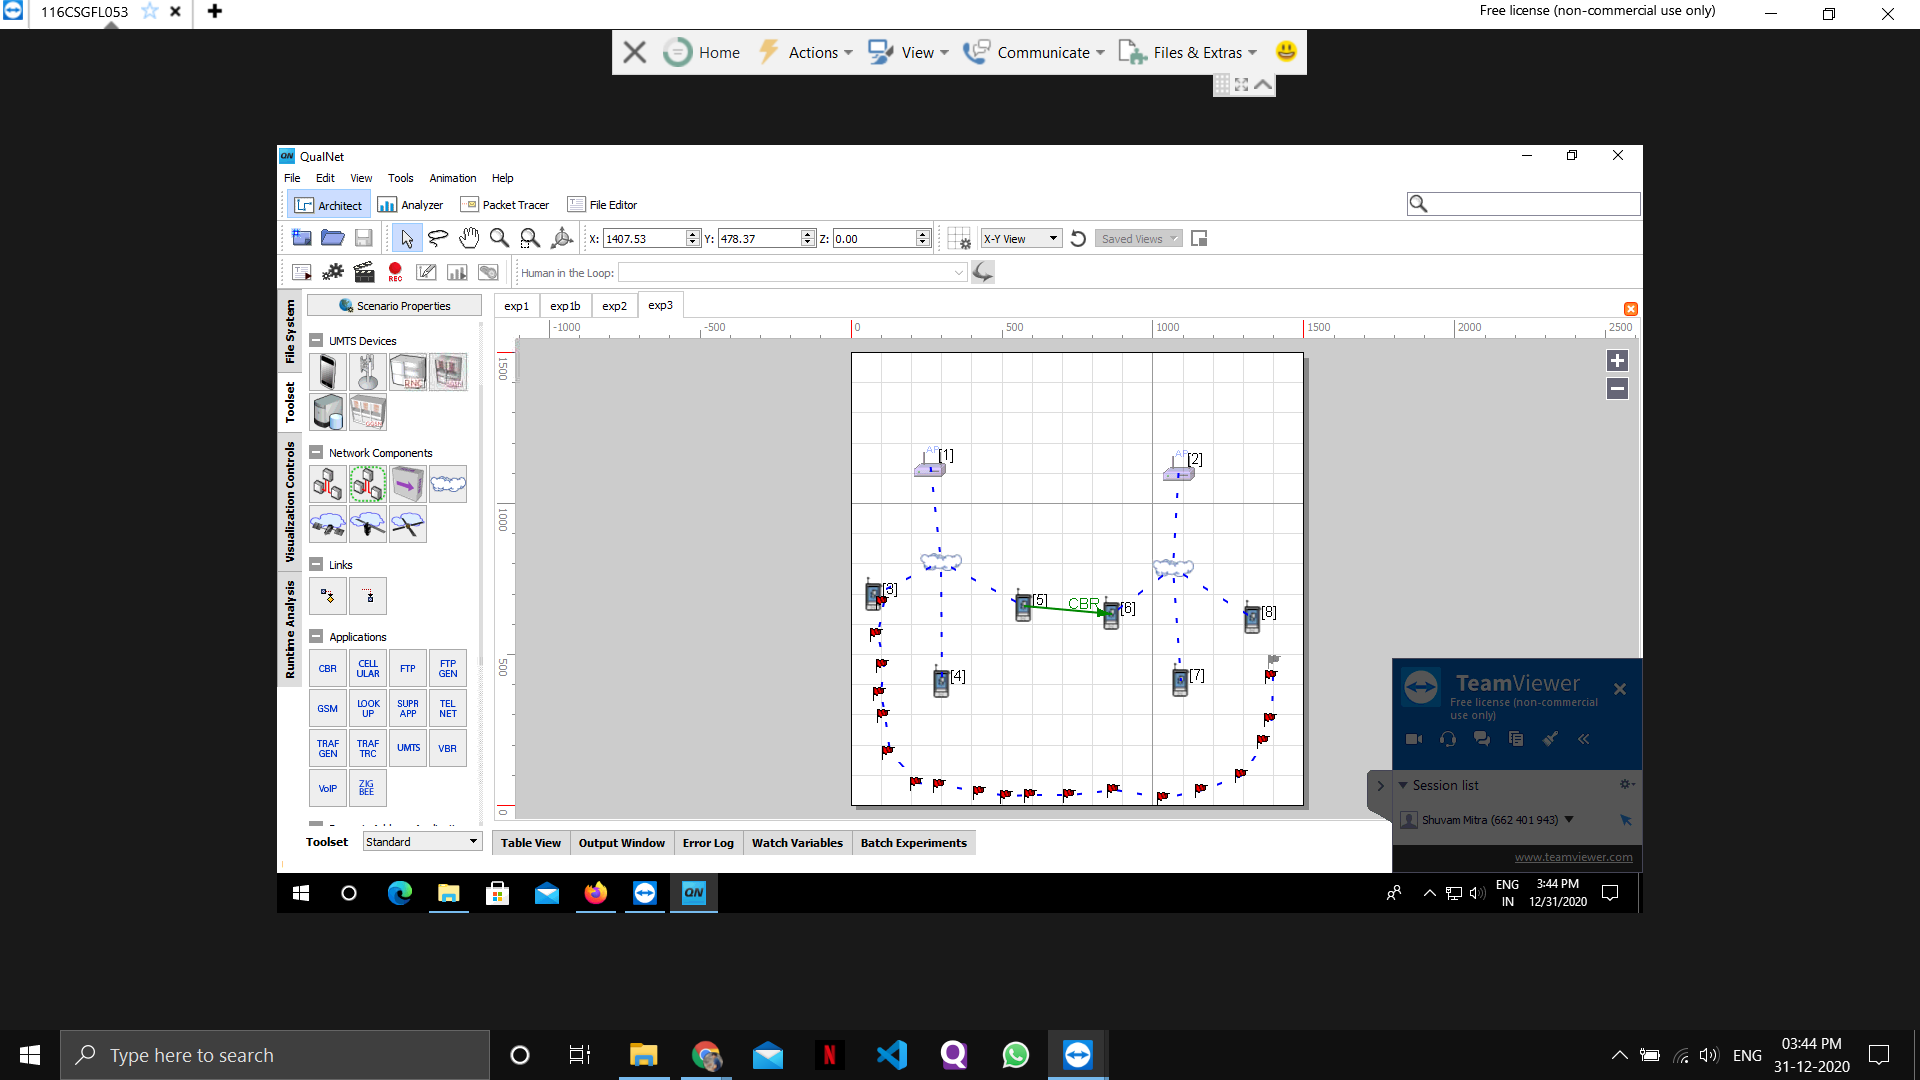 116CSGFL053
Free license (non-commercial use only)
Home
Actions
View
Communicate
Files & Extras
QN
QualNet
File Edit View Tools Animation Help
Architect
Analyzer
Packet Tracer
File Editor
X: 1407.53
Y: 478.37
Z: 0.00
X-Y View
Saved Views
REC
Human in the Loop:
File System
Toolset
Visualization Controls
Runtime Analysis
Scenario Properties
UMTS Devices
RNC
Network Components
Links
Applications
CBR
CELL
ULAR
FTP
FTP
GEN
GSM
LOOK
UP
SUPR
APP
TEL
NET
TRAF
GEN
TRAF
TRC
UMTS
VBR
VoIP
ZIG
BEE
Toolset
Standard
exp1
exp1b
exp2
exp3
-1000
-500
0
500
1000
1500
2000
2500
1500
1000
500
0
AP
[1]
AP
[2]
[3]
[5]
CBR
[6]
[8]
[4]
[7]
Table View
Output Window
Error Log
Watch Variables
Batch Experiments
TeamViewer
Free license (non-commercial
use only)
Session list
Shuvam Mitra (662 401 943)
www.teamviewer.com
QN
ENG
IN
3:44 PM
12/31/2020
Type here to search
N
ENG
03:44 PM
31-12-2020